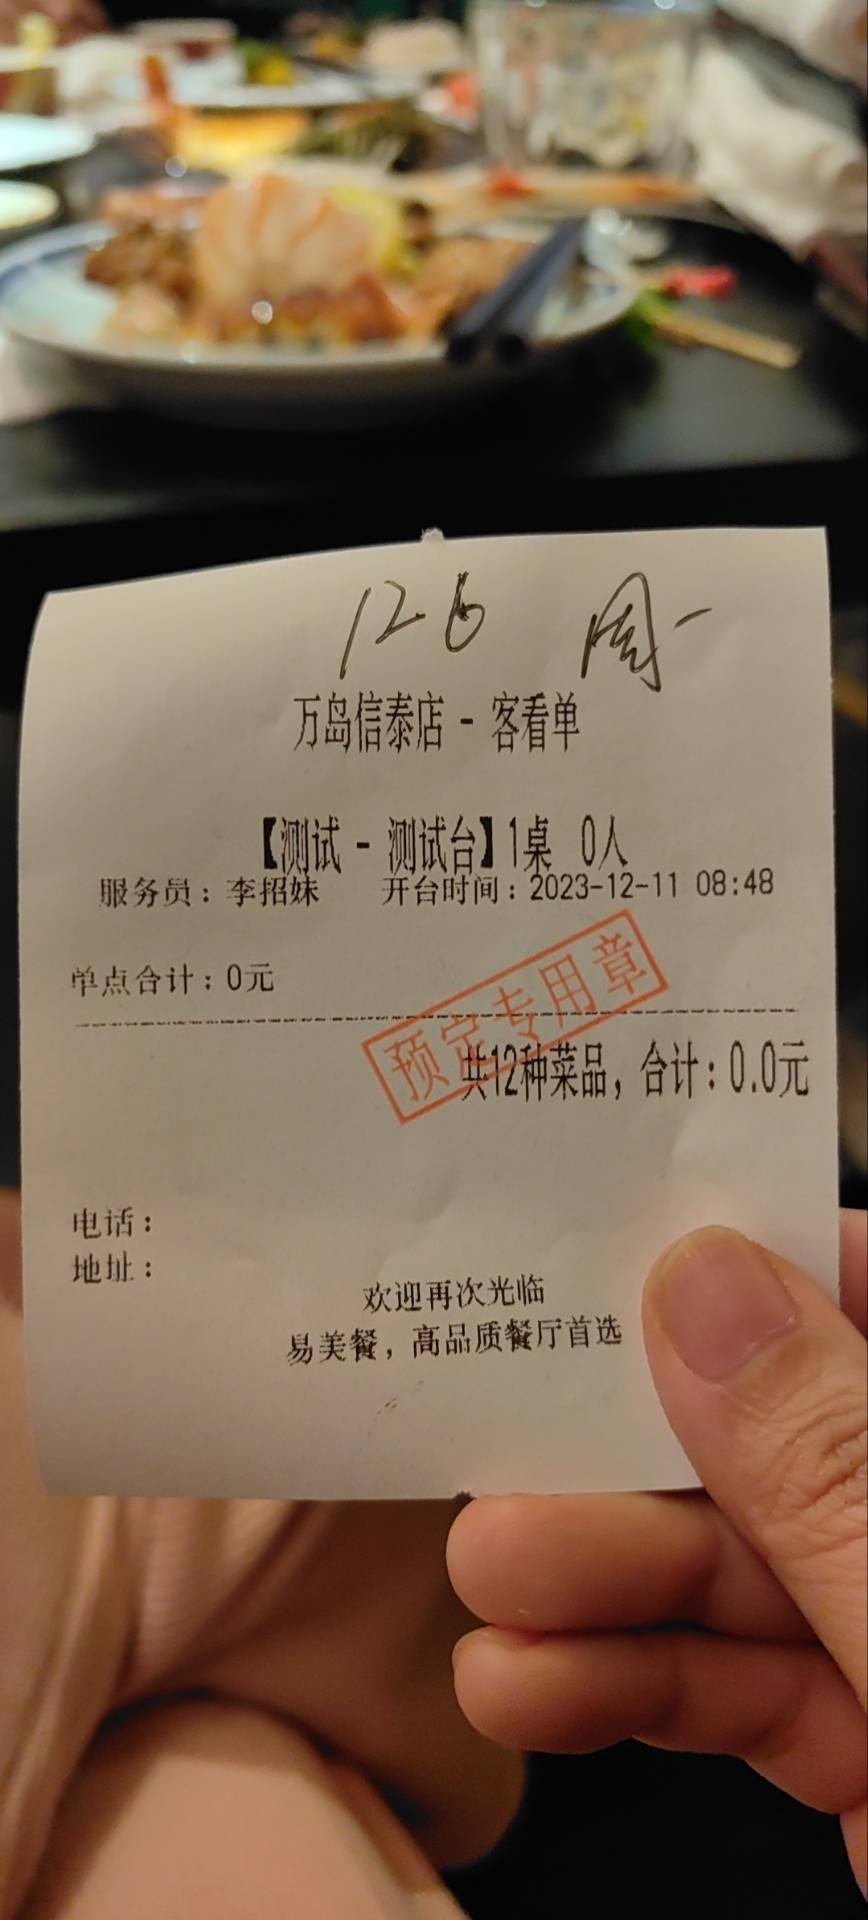 126 周一
万岛信泰店 - 客看单
【测试 - 测试台】1桌 0人
服务员：李招妹 开台时间：2023-12-11 08:48
单点合计：0元
预定专用章
共12种菜品，合计：0.0元
电话：
地址：
欢迎再次光临
易美餐，高品质餐厅首选